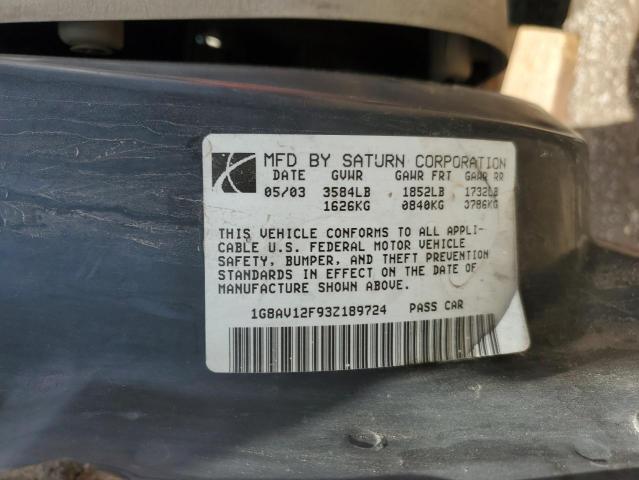 MFD BY SATURN CORPORATION
DATE GVWR GAWR FRT GAWR RR
05/03 3584LB 1852LB 1732LB
1626KG 0840KG 3786KG
THIS VEHICLE CONFORMS TO ALL APPLI-
CABLE U.S. FEDERAL MOTOR VEHICLE
SAFETY, BUMPER, AND THEFT PREVENTION
STANDARDS IN EFFECT ON THE DATE OF
MANUFACTURE SHOWN ABOVE.
1G8AV12F93Z189724 PASS CAR